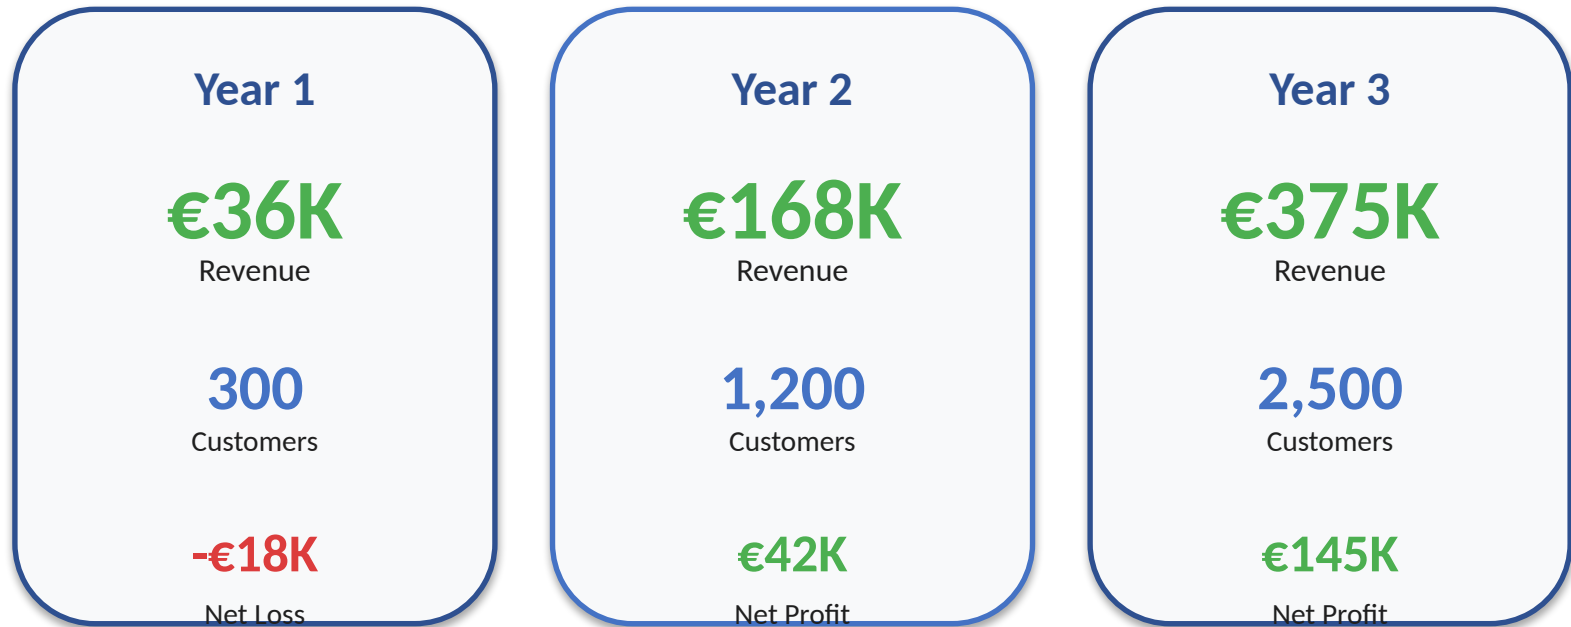 Year 1
€36K
Revenue
300
Customers
-€18K
Net Loss
Year 2
€168K
Revenue
1,200
Customers
€42K
Net Profit
Year 3
€375K
Revenue
2,500
Customers
€145K
Net Profit